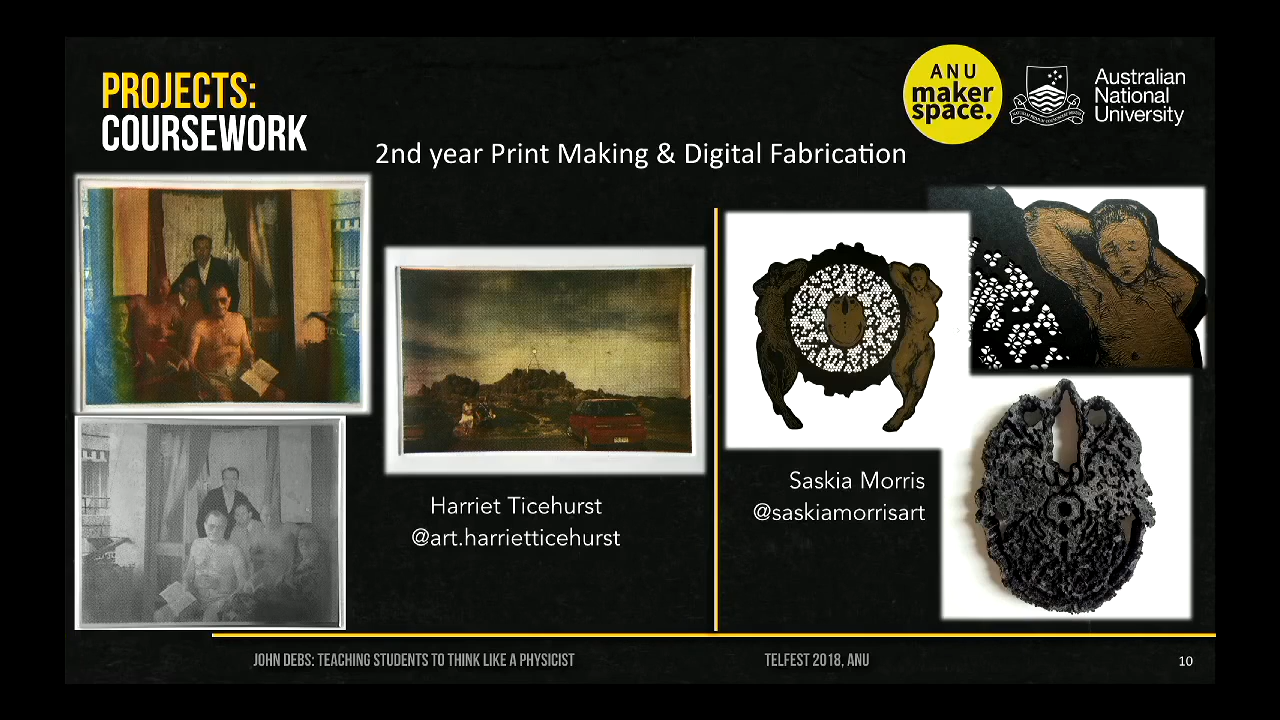 PROJECTS:
COURSEWORK
ANU
maker
space.
Australian
National
University
2nd year Print Making & Digital Fabrication
Harriet Ticehurst
@art.harrietticehurst
Saskia Morris
@saskiamorrisart
JOHN DEBS: TEACHING STUDENTS TO THINK LIKE A PHYSICIST
TELFEST 2018, ANU
10